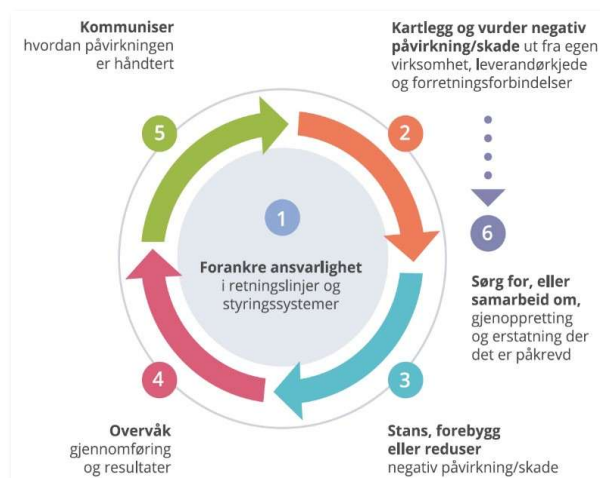 1
Forankre ansvarlighet
i retningslinjer og
styringssystemer
2
Kartlegg og vurder negativ
påvirkning/skade ut fra egen
virksomhet, leverandørkjede
og forretningsforbindelser
3
Stans, forebygg
eller reduser
negativ påvirkning/skade
4
Overvåk
gjennomføring
og resultater
5
Kommuniser
hvordan påvirkningen
er håndtert
6
Sørg for, eller
samarbeid om,
gjenoppretting
og erstatning der
det er påkrevd